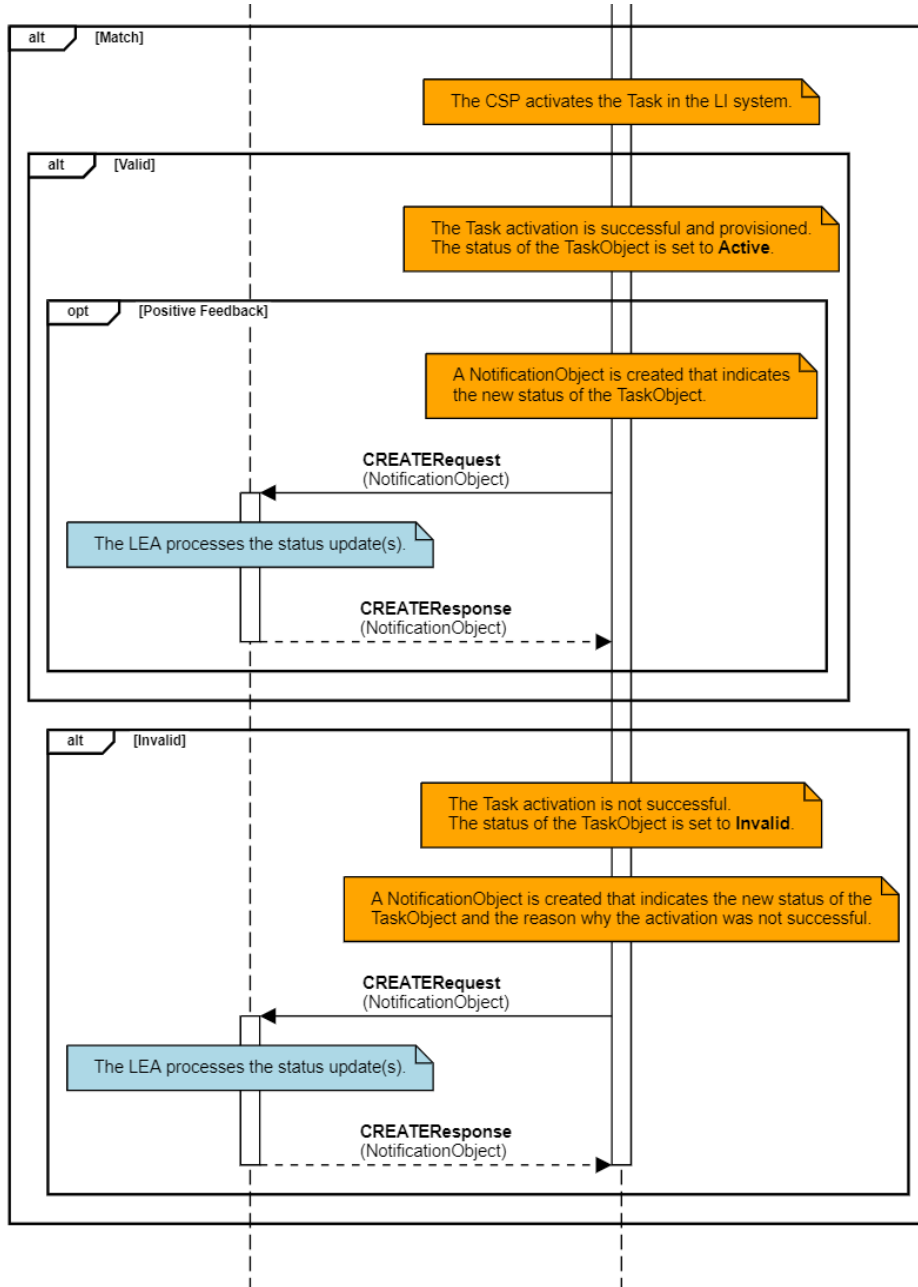 alt [Match]
The CSP activates the Task in the LI system.
alt [Valid]
The Task activation is successful and provisioned.
The status of the TaskObject is set to Active.
opt [Positive Feedback]
A NotificationObject is created that indicates
the new status of the TaskObject.
CREATERequest
(NotificationObject)
The LEA processes the status update(s).
CREATEResponse
(NotificationObject)
alt [Invalid]
The Task activation is not successful.
The status of the TaskObject is set to Invalid.
A NotificationObject is created that indicates the new status of the
TaskObject and the reason why the activation was not successful.
CREATERequest
(NotificationObject)
The LEA processes the status update(s).
CREATEResponse
(NotificationObject)